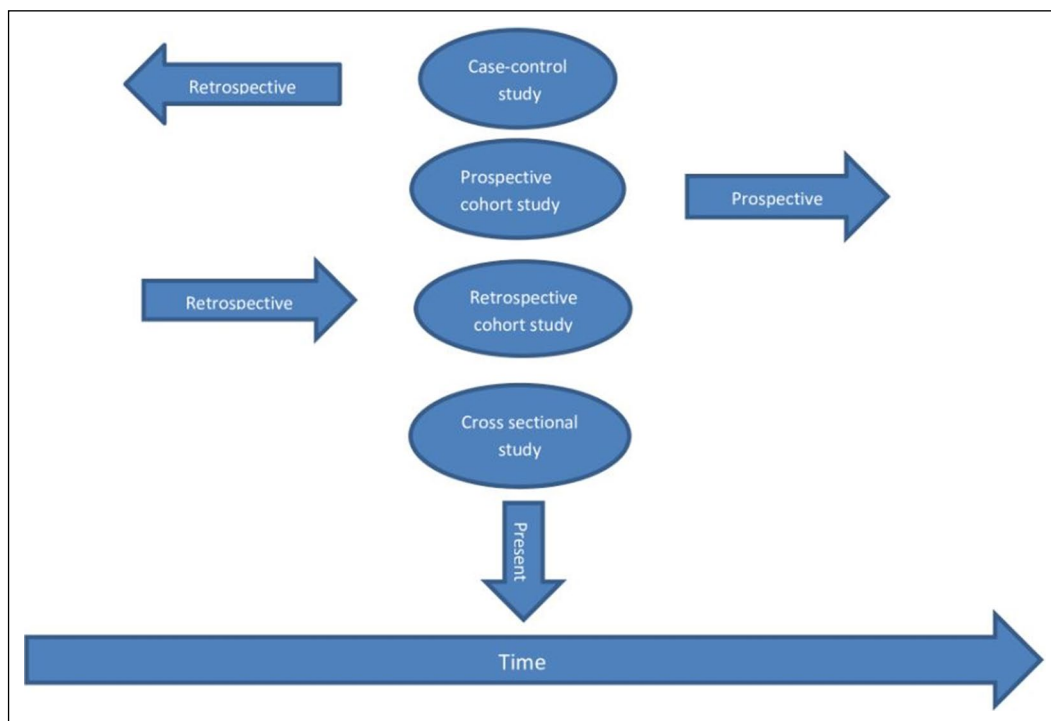 Case-control
study
Retrospective
Prospective
cohort study
Prospective
Retrospective
Retrospective
cohort study
Cross sectional
study
Present
Time